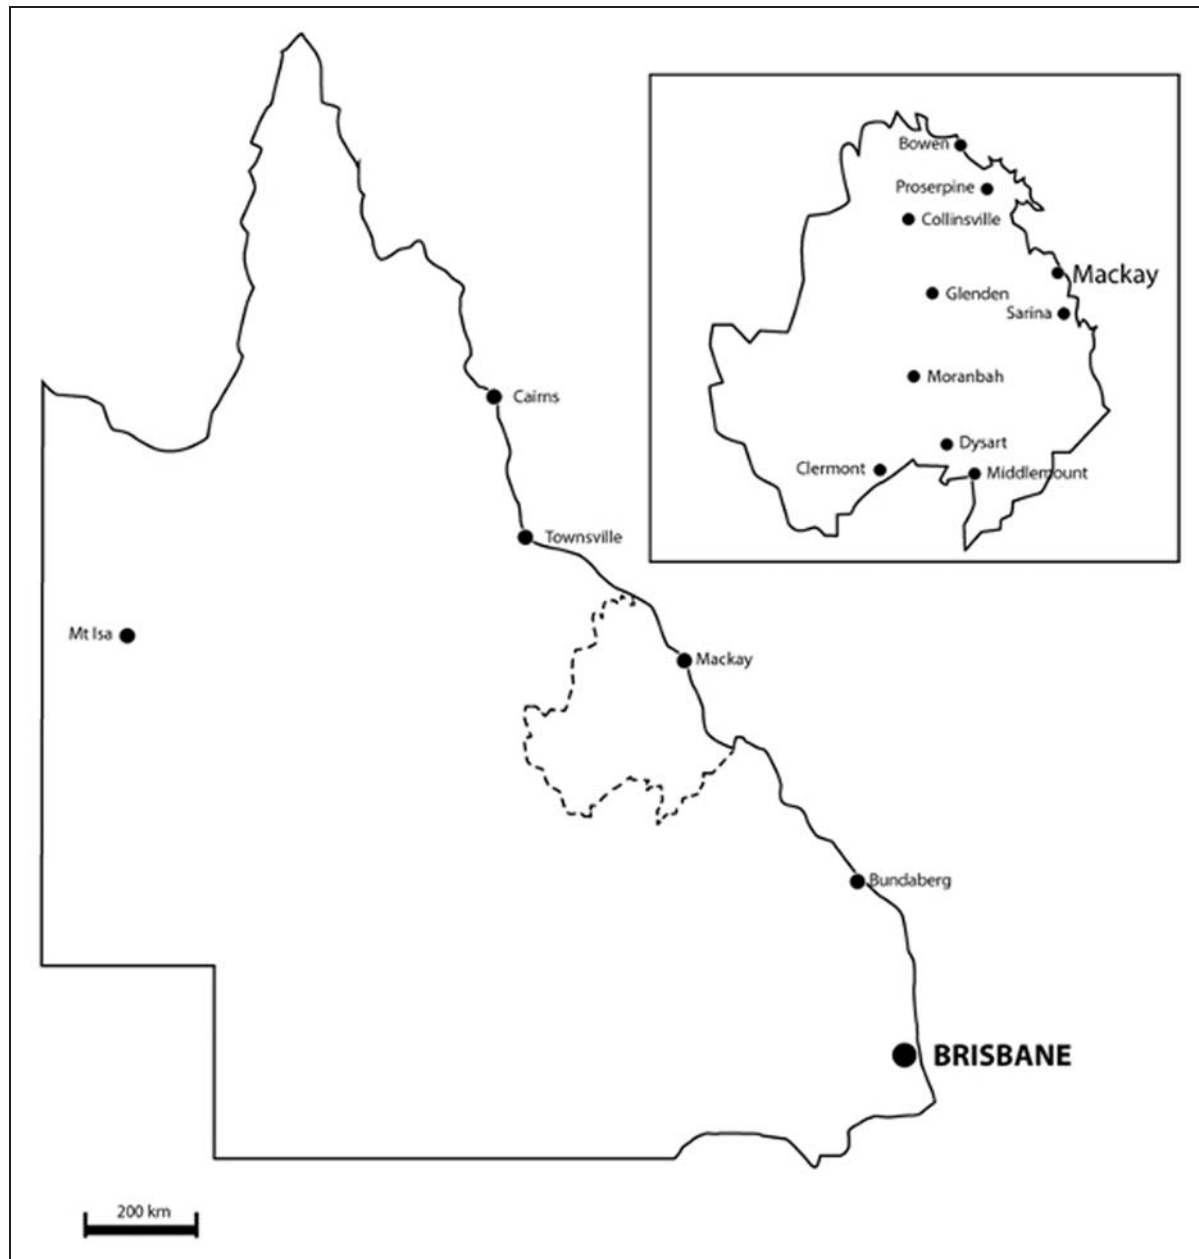 Bowen
Proserpine
Collinsville
Mackay
Glenden
Sarina
Moranbah
Dysart
Clermont
Middlemount
Cairns
Townsville
Mt Isa
Mackay
Bundaberg
BRISBANE
200 km